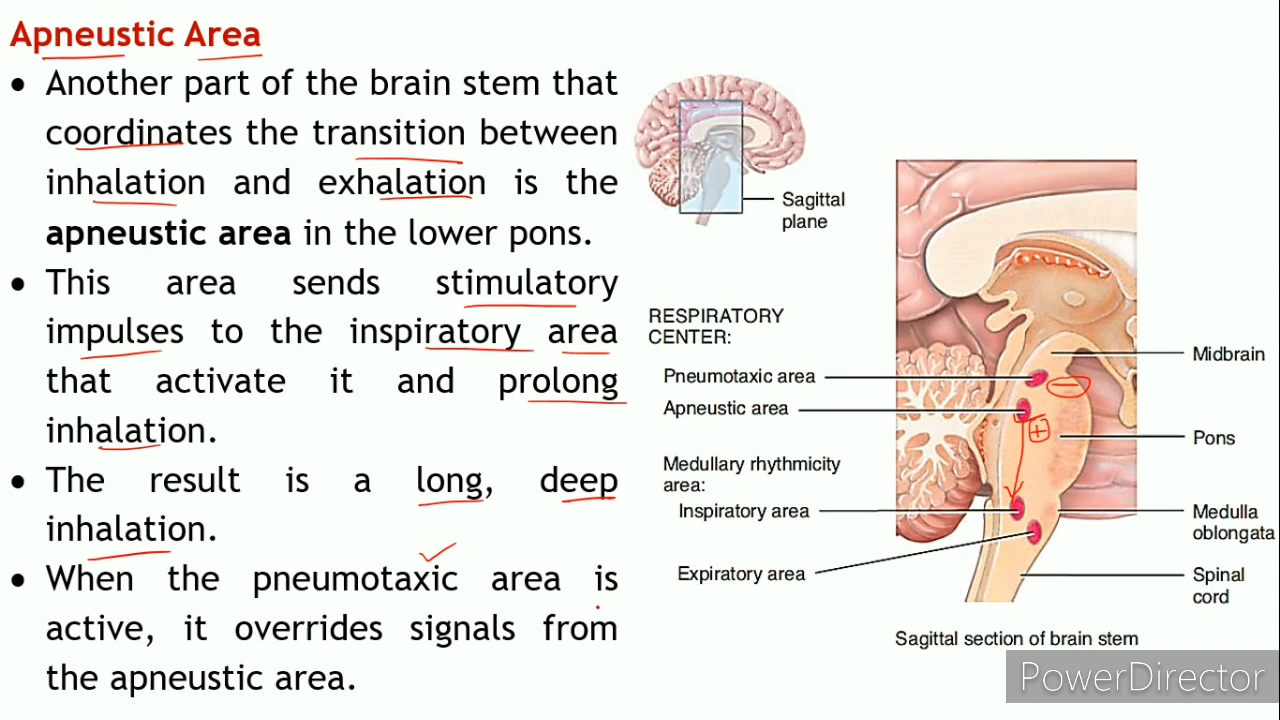 Apneustic Area
• Another part of the brain stem that
coordinates the transition between
inhalation and exhalation is the
apneustic area in the lower pons.
• This area sends stimulatory
impulses to the inspiratory area
that activate it and prolong
inhalation.
• The result is a long, deep
inhalation.
• When the pneumotaxic area is
active, it overrides signals from
the apneustic area.
Sagittal
plane
RESPIRATORY
CENTER:
Pneumotaxic area
Apneustic area
Medullary rhythmicity
area:
Inspiratory area
Expiratory area
Midbrain
Pons
Medulla
oblongata
Spinal
cord
−
+
Sagittal section of brain stem
PowerDirector